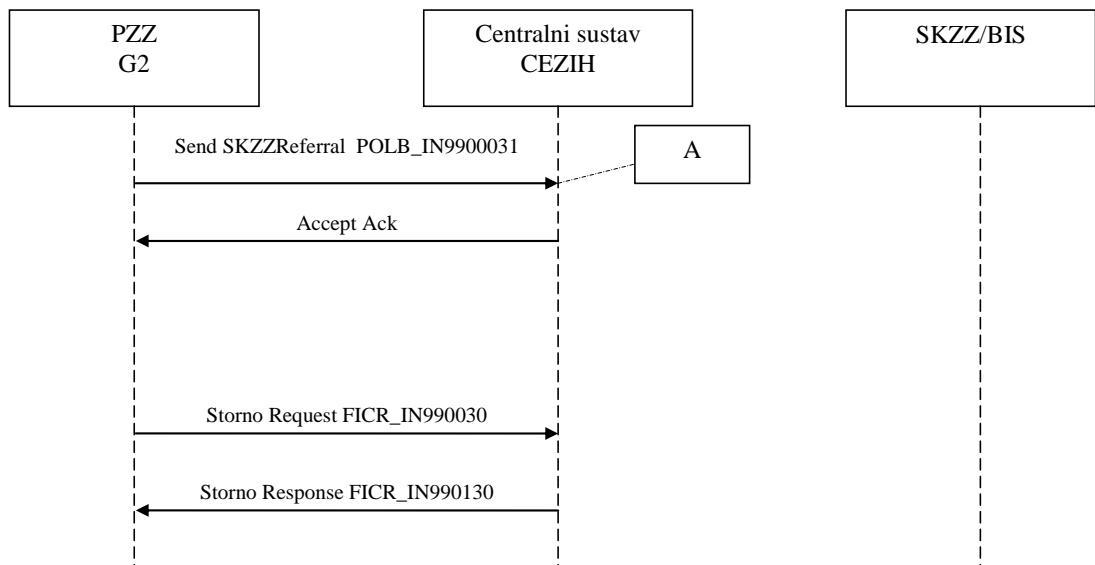 PZZ
G2
Centralni sustav
CEZIH
SKZZ/BIS
Send SKZZReferral POLB_IN9900031
A
Accept Ack
Storno Request FICR_IN990030
Storno Response FICR_IN990130